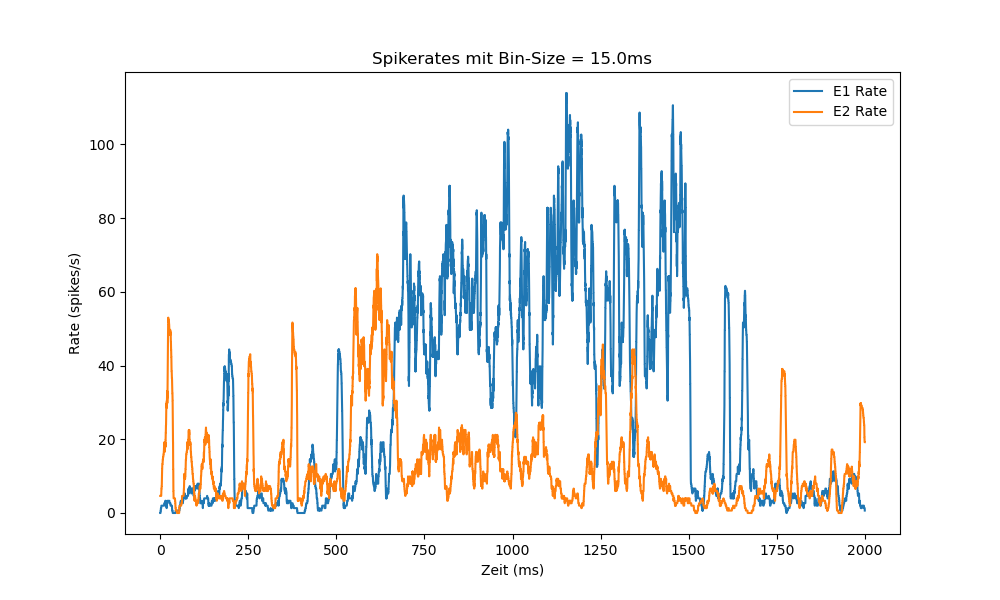 Spikerates mit Bin-Size = 15.0ms
E1 Rate
E2 Rate
100
80
60
40
20
0
Rate (spikes/s)
0 250 500 750 1000 1250 1500 1750 2000
Zeit (ms)